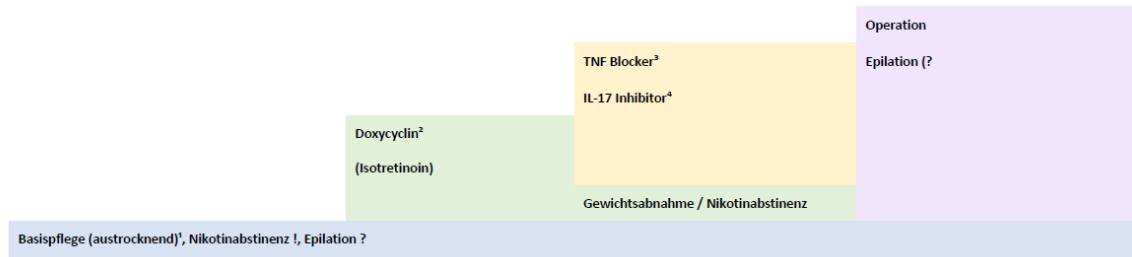 Operation
Epilation (?
TNF Blocker³
IL-17 Inhibitor⁴
Doxycyclin²
(Isotretinoin)
Gewichtsabnahme / Nikotinabstinenz
Basispflege (austrocknend)¹, Nikotinabstinenz !, Epilation ?